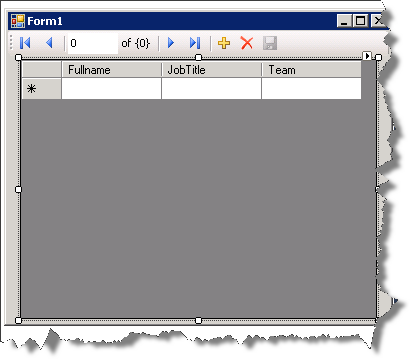 Form1
0 of {0}
Fullname JobTitle Team